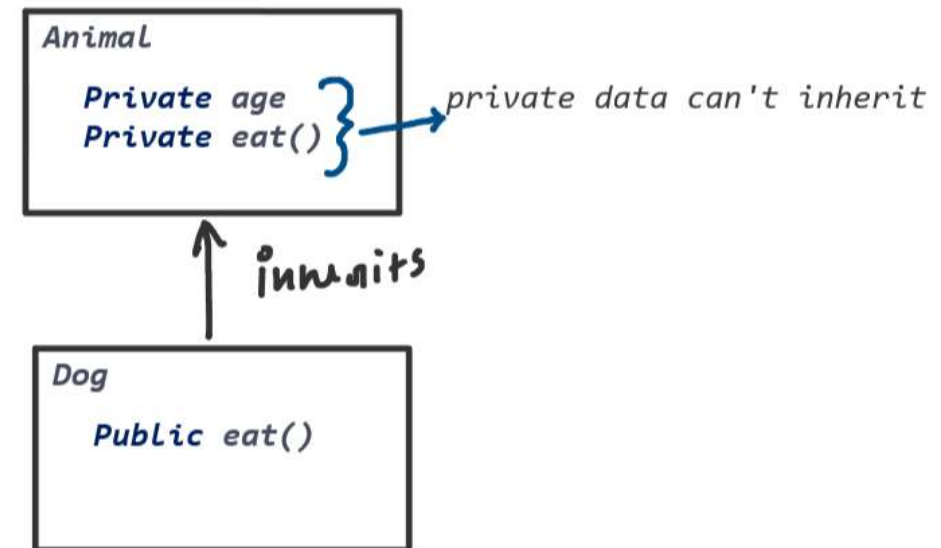 Animal
Private age
Private eat()
private data can't inherit
inherits
Dog
Public eat()